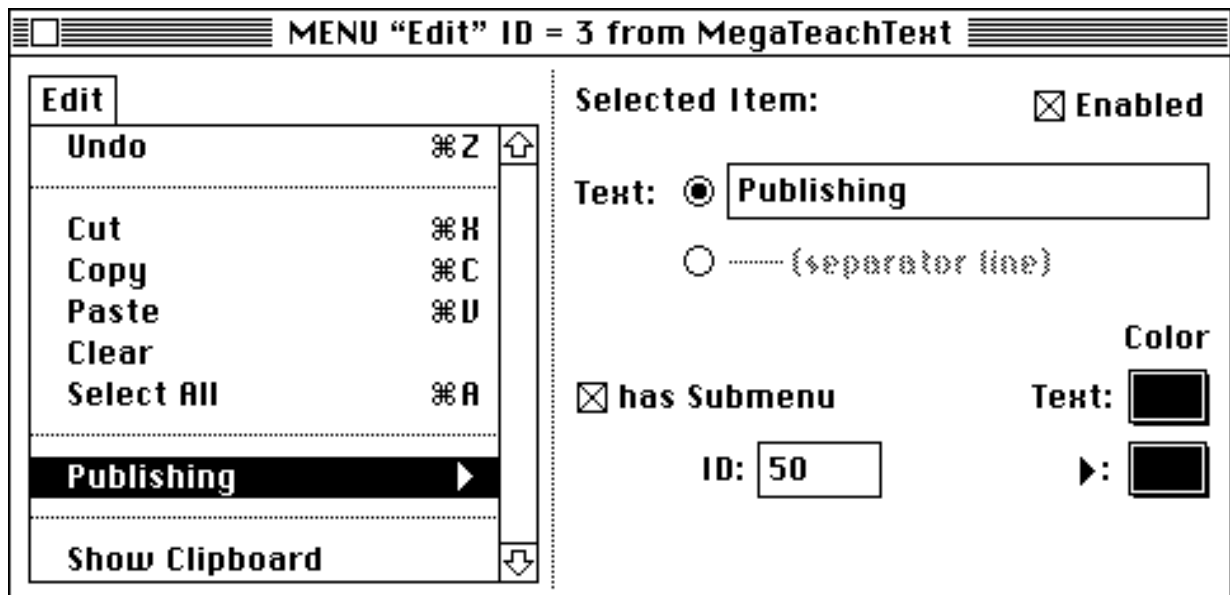 MENU “Edit” ID = 3 from MegaTeachText
Edit
Undo ⌘Z
Cut ⌘X
Copy ⌘C
Paste ⌘V
Clear
Select All ⌘A
Publishing ▶
Show Clipboard
Selected Item: Enabled
Text: Publishing
(separator line)
Color
has Submenu Text:
ID: 50 ▶: